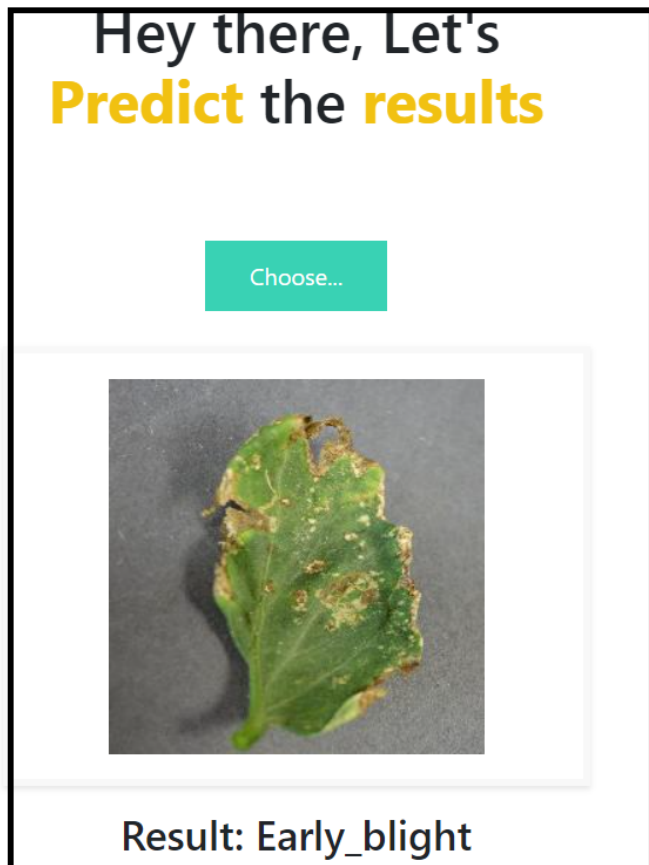 Hey there, Let's
Predict the results
Choose...
Result: Early_blight